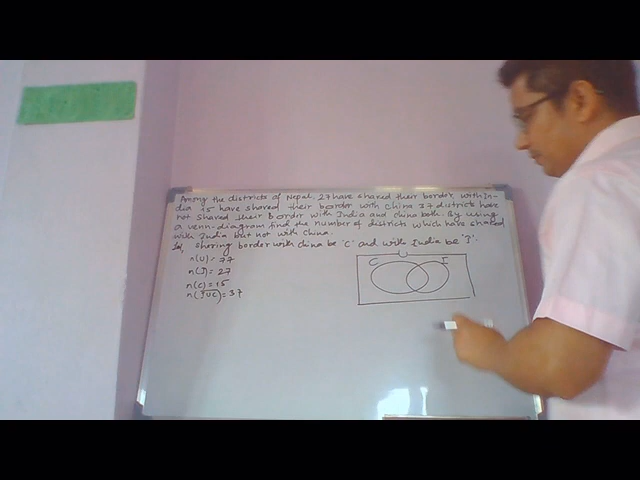 Among the districts of Nepal, 27 have shared their border with In-
dia 15 have shared their border with China 37 districts have
not shared their Border with India and China both. By using
a venn-diagram find the number of districts which have shared
with India but not with China.
sharing border with China be 'C' and with India be 'I'.
n(U) = 77
n(I) = 27
n(C) = 15
n(I∪C) = 37
U
C I